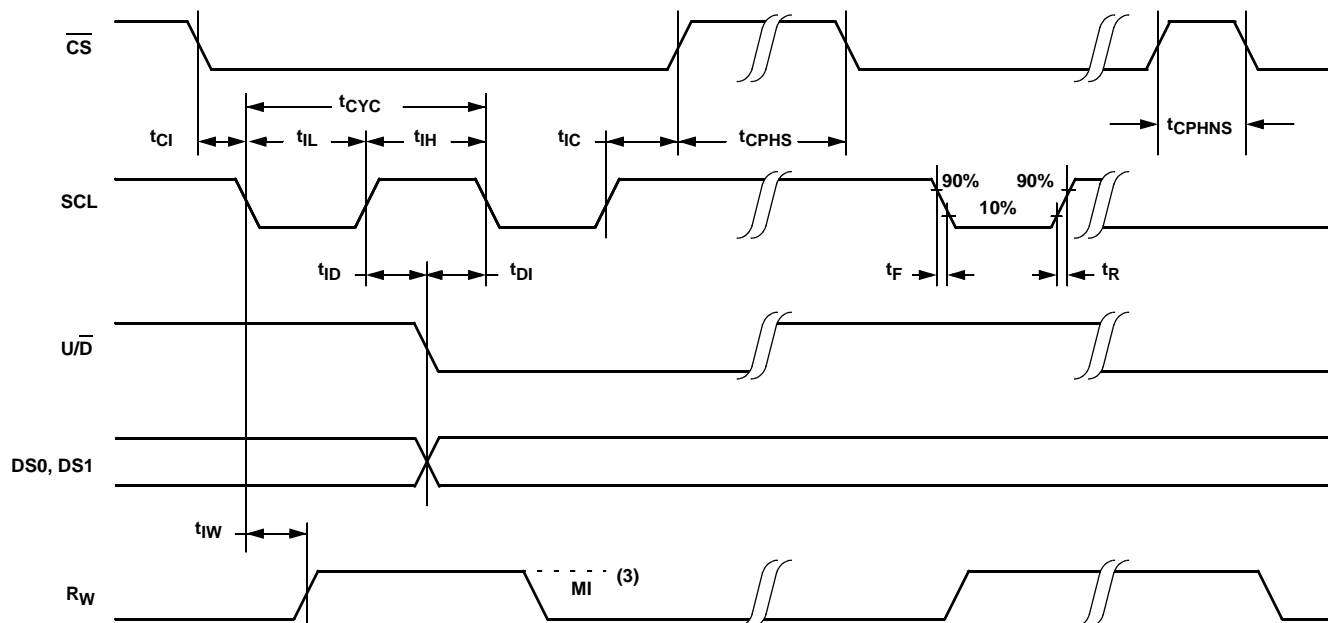 CS
tCYC
tCI tIL tIH tIC tCPHS tCPHNS
SCL
90% 90%
10%
tID tDI tF tR
U/D
DS0, DS1
tIW
RW
MI (3)